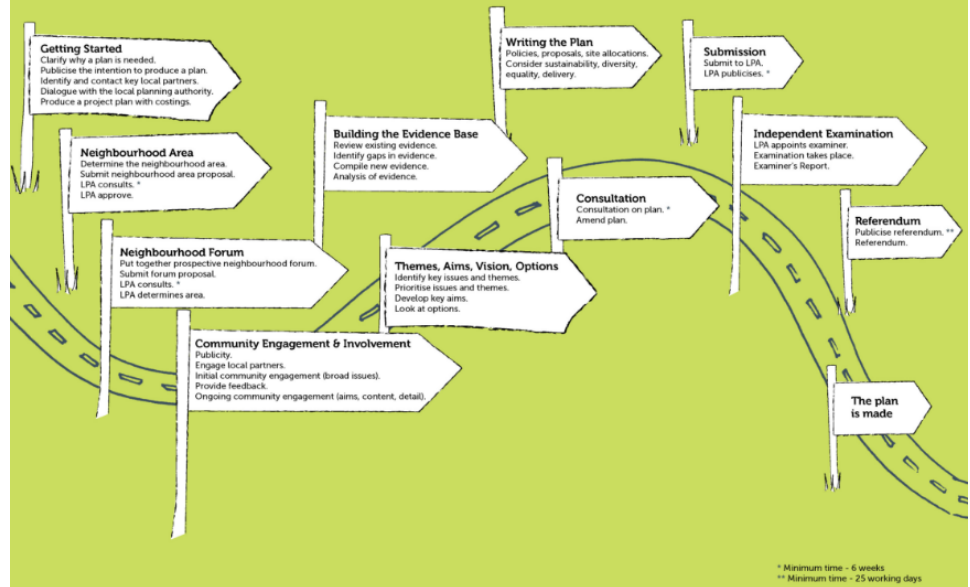 Getting Started
Clarify why a plan is needed.
Publicise the intention to produce a plan.
Identify and contact key local partners.
Dialogue with the local planning authority.
Produce a project plan with costings.
Neighbourhood Area
Determine the neighbourhood area.
Submit neighbourhood area proposal.
LPA consults. *
LPA approve.
Neighbourhood Forum
Put together prospective neighbourhood forum.
Submit forum proposal.
LPA consults. *
LPA determines area.
Community Engagement & Involvement
Publicity.
Engage local partners.
Initial community engagement (broad issues).
Provide feedback.
Ongoing community engagement (aims, content, detail).
Building the Evidence Base
Review existing evidence.
Identify gaps in evidence.
Compile new evidence.
Analysis of evidence.
Themes, Aims, Vision, Options
Identify key issues and themes.
Prioritise issues and themes.
Develop key aims.
Look at options.
Writing the Plan
Policies, proposals, site allocations.
Consider sustainability, diversity,
equality, delivery.
Consultation
Consultation on plan. *
Amend plan.
Submission
Submit to LPA.
LPA publicises. *
Independent Examination
LPA appoints examiner.
Examination takes place.
Examiner's Report.
Referendum
Publicise referendum. **
Referendum.
The plan
is made
* Minimum time - 6 weeks
** Minimum time - 25 working days